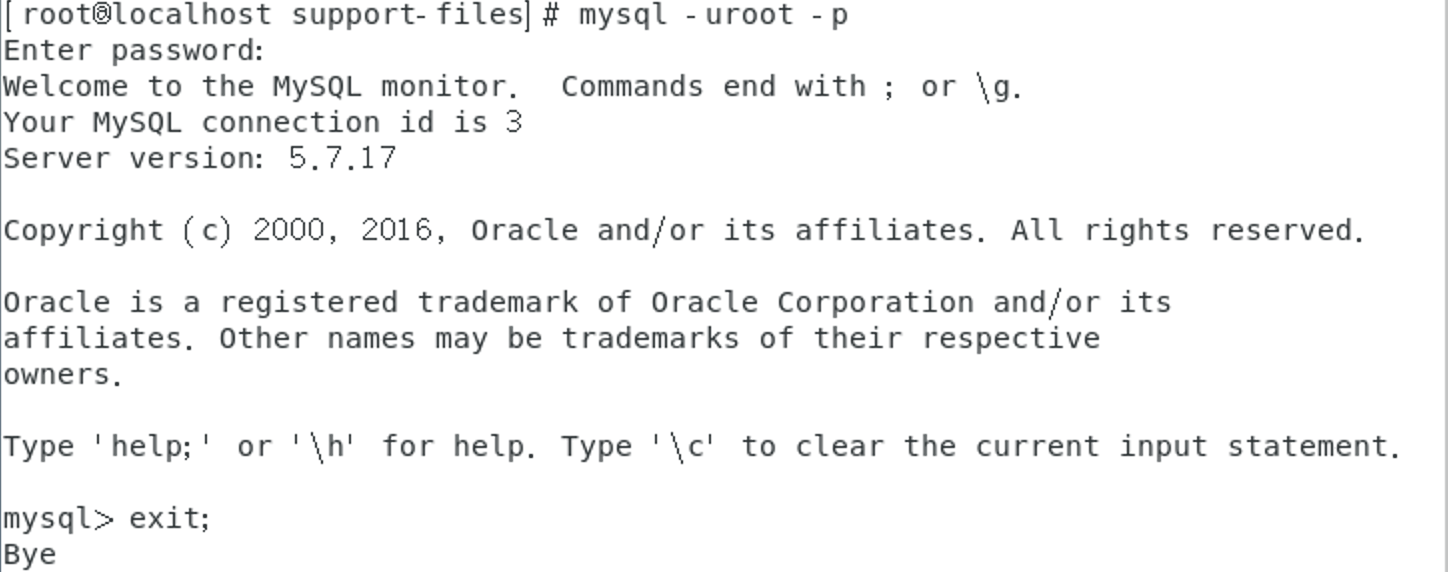 [root@localhost support-files]# mysql -uroot -p
Enter password:
Welcome to the MySQL monitor.  Commands end with ; or \g.
Your MySQL connection id is 3
Server version: 5.7.17
Copyright (c) 2000, 2016, Oracle and/or its affiliates. All rights reserved.
Oracle is a registered trademark of Oracle Corporation and/or its
affiliates. Other names may be trademarks of their respective
owners.
Type 'help;' or '\h' for help. Type '\c' to clear the current input statement.
mysql> exit;
Bye